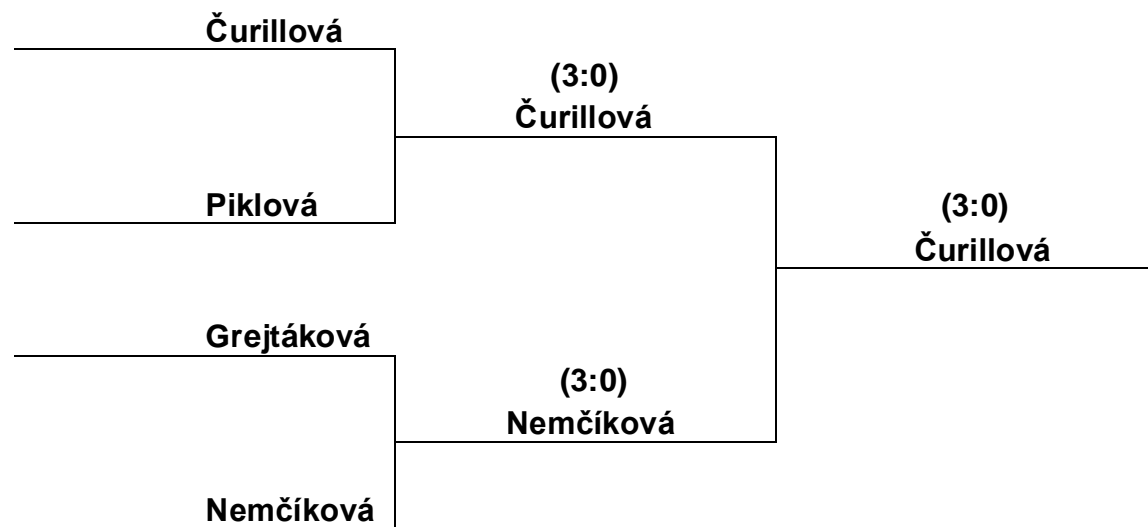 Čurillová
(3:0)
Čurillová
Piklová
(3:0)
Čurillová
Grejtáková
(3:0)
Nemčíková
Nemčíková